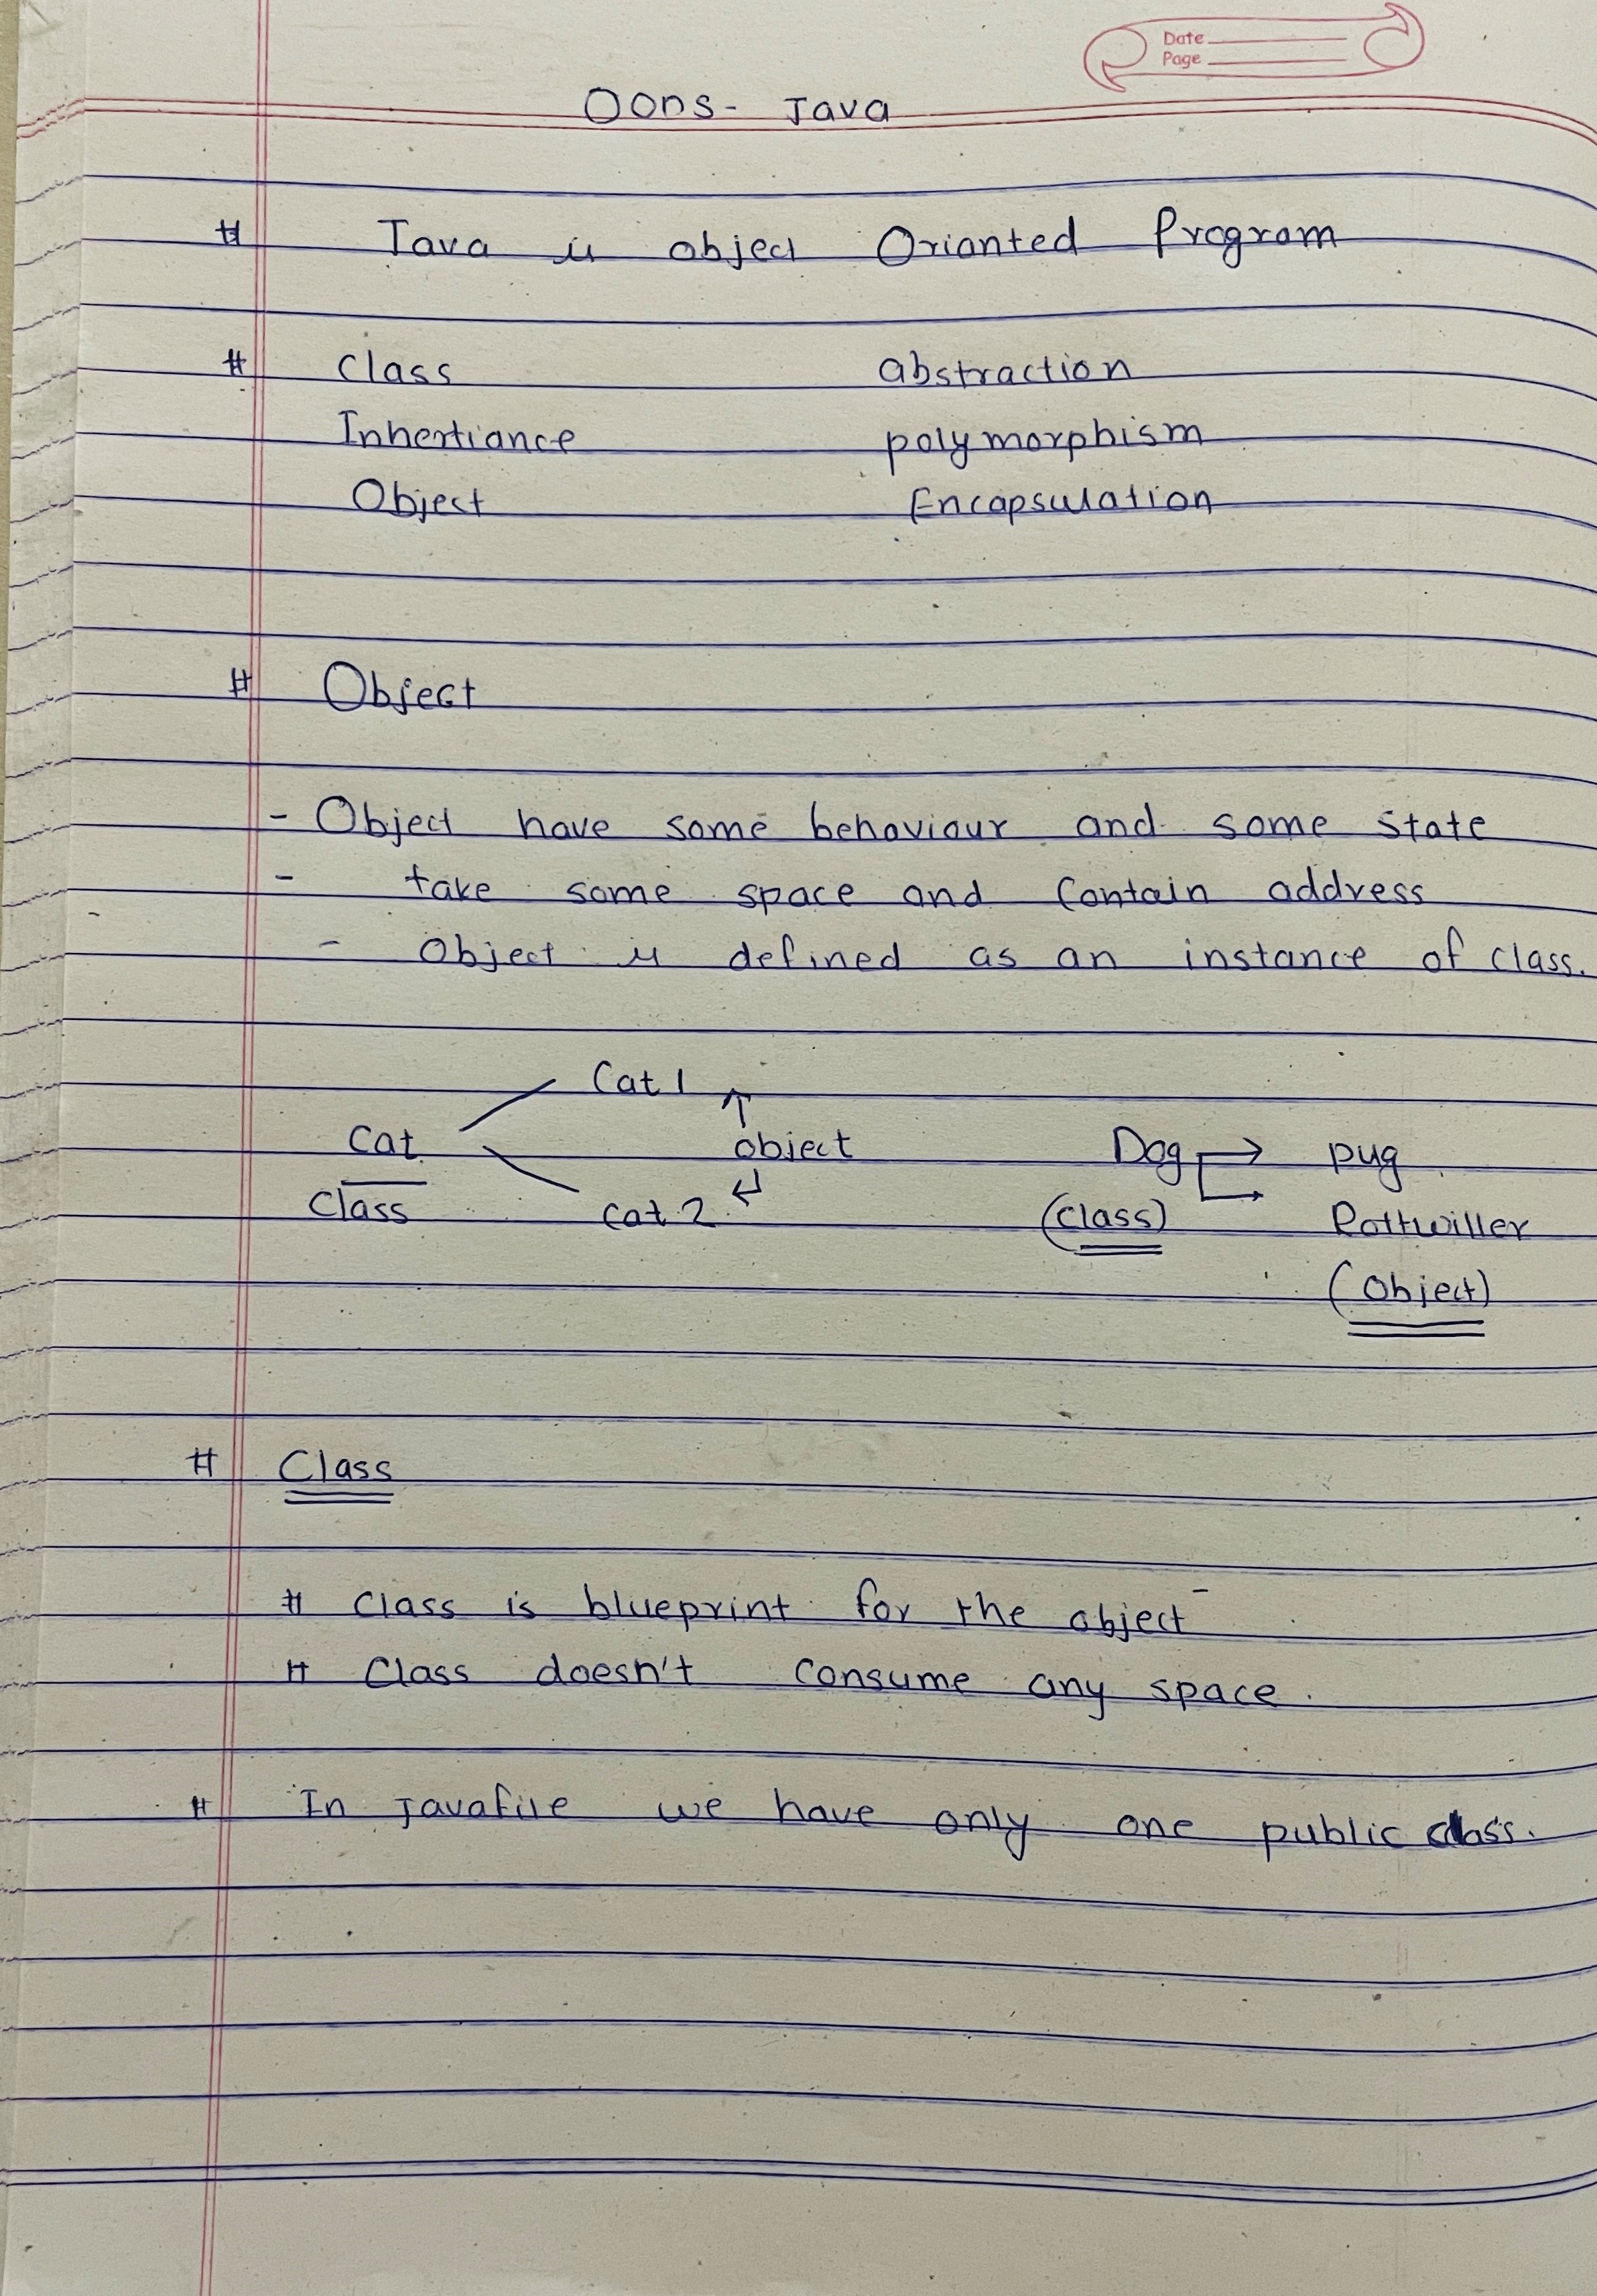 Date
Page
OOPS - Java
# Java is object Orianted Program
# Class abstraction
Inhertiance polymorphism
Object Encapsulation
# Object
- Object have some behaviour and some state
- take some space and Contain address
- Object is defined as an instance of class.
Cat 1
Cat object Dog pug
Class Cat 2 (class) Rottwiller
(Object)
# Class
# Class is blueprint for the object
# Class doesn't consume any space.
# In Javafile we have only one public class.